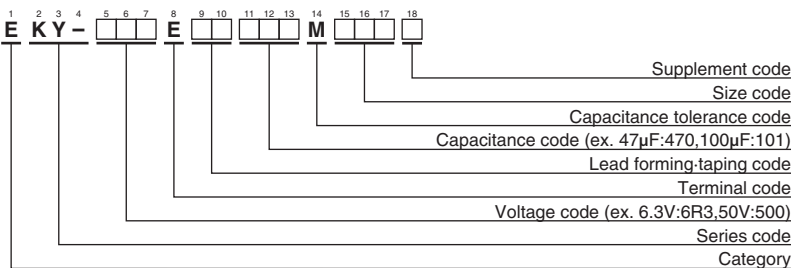 1 2 3 4 5 6 7 8 9 10 11 12 13 14 15 16 17 18
E K Y – □□□ E □□ □□□ M □□□ □
Supplement code
Size code
Capacitance tolerance code
Capacitance code (ex. 47μF:470,100μF:101)
Lead forming·taping code
Terminal code
Voltage code (ex. 6.3V:6R3,50V:500)
Series code
Category